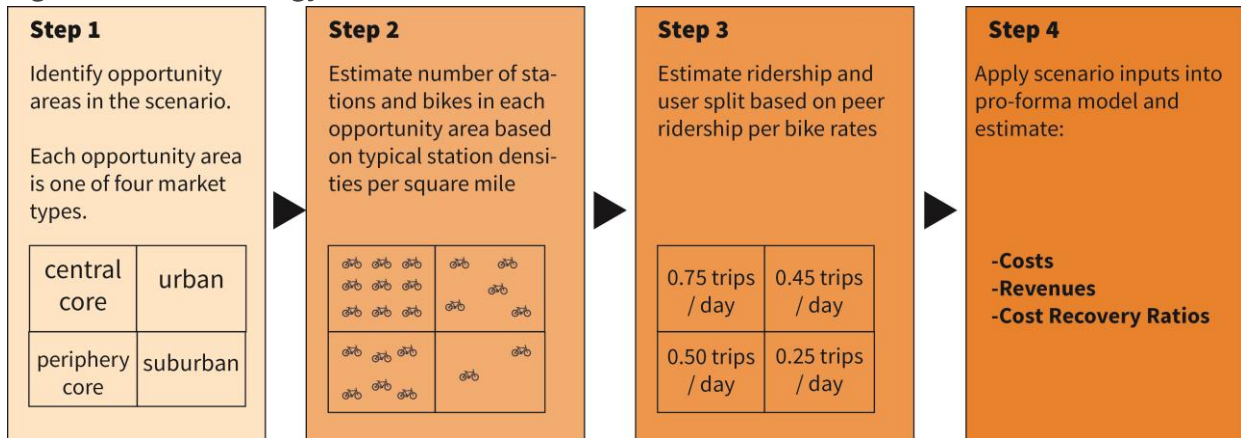 Step 1
Identify opportunity
areas in the scenario.
Each opportunity area
is one of four market
types.
central
core
urban
periphery
core
suburban
Step 2
Estimate number of sta-
tions and bikes in each
opportunity area based
on typical station densi-
ties per square mile
Step 3
Estimate ridership and
user split based on peer
ridership per bike rates
0.75 trips
/ day
0.45 trips
/ day
0.50 trips
/ day
0.25 trips
/ day
Step 4
Apply scenario inputs into
pro-forma model and
estimate:
-Costs
-Revenues
-Cost Recovery Ratios